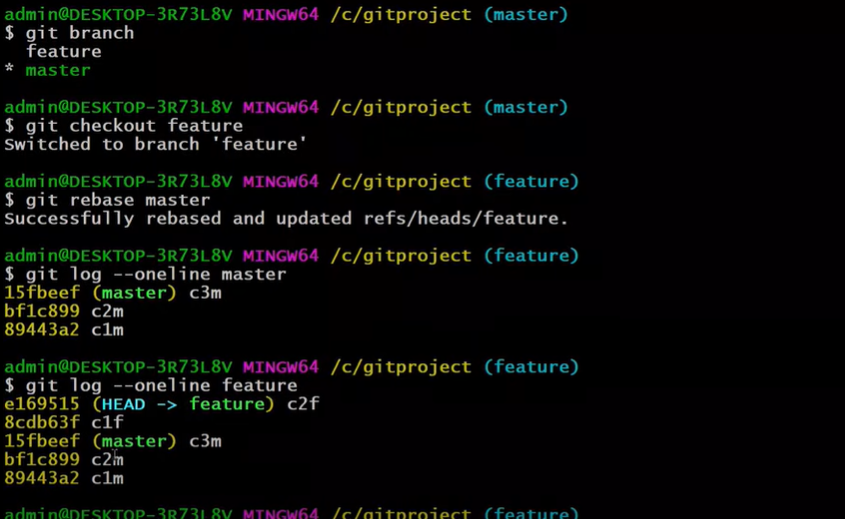 admin@DESKTOP-3R73L8V MINGW64 /c/gitproject (master)
$ git branch
  feature
* master
admin@DESKTOP-3R73L8V MINGW64 /c/gitproject (master)
$ git checkout feature
Switched to branch 'feature'
admin@DESKTOP-3R73L8V MINGW64 /c/gitproject (feature)
$ git rebase master
Successfully rebased and updated refs/heads/feature.
admin@DESKTOP-3R73L8V MINGW64 /c/gitproject (feature)
$ git log --oneline master
15fbeef (master) c3m
bf1c899 c2m
89443a2 c1m
admin@DESKTOP-3R73L8V MINGW64 /c/gitproject (feature)
$ git log --oneline feature
e169515 (HEAD -> feature) c2f
8cdb63f c1f
15fbeef (master) c3m
bf1c899 c2m
89443a2 c1m
admin@DESKTOP-3R73L8V MINGW64 /c/gitproject (feature)